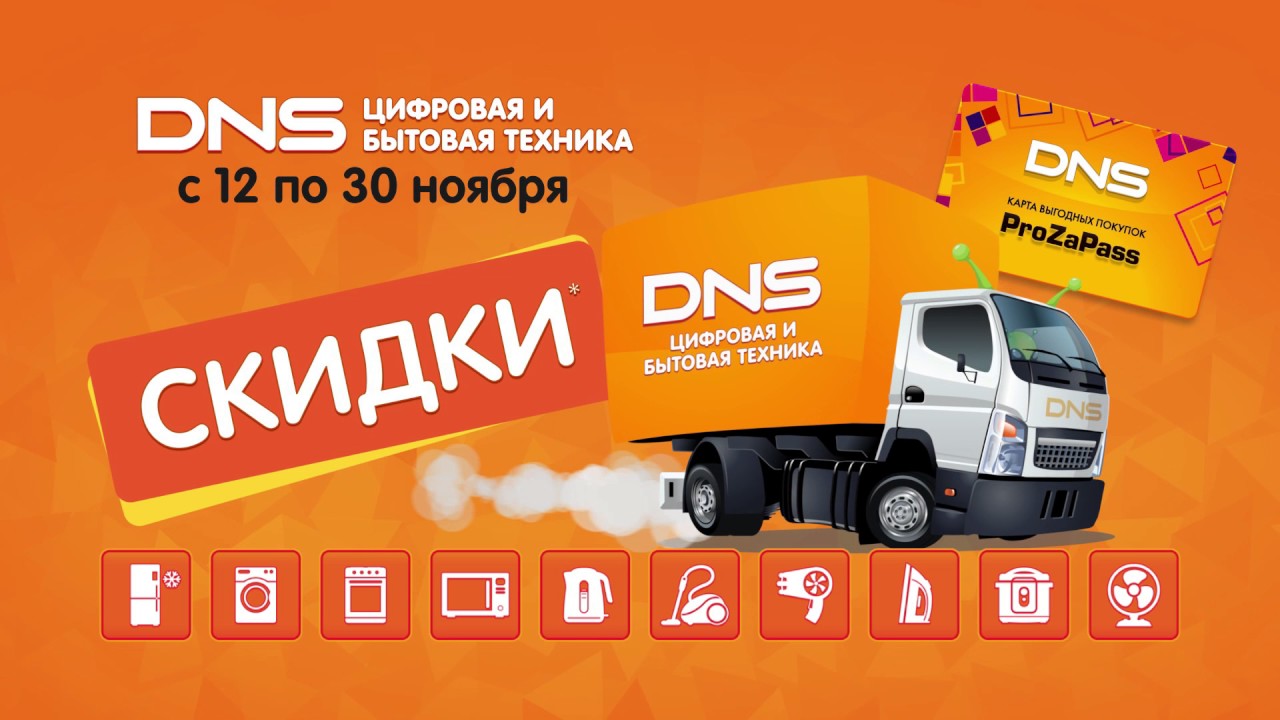 DNS ЦИФРОВАЯ И
БЫТОВАЯ ТЕХНИКА
с 12 по 30 ноября
СКИДКИ*
DNS
ЦИФРОВАЯ И
БЫТОВАЯ ТЕХНИКА
DNS
КАРТА ВЫГОДНЫХ ПОКУПОК
ProZaPass
DNS